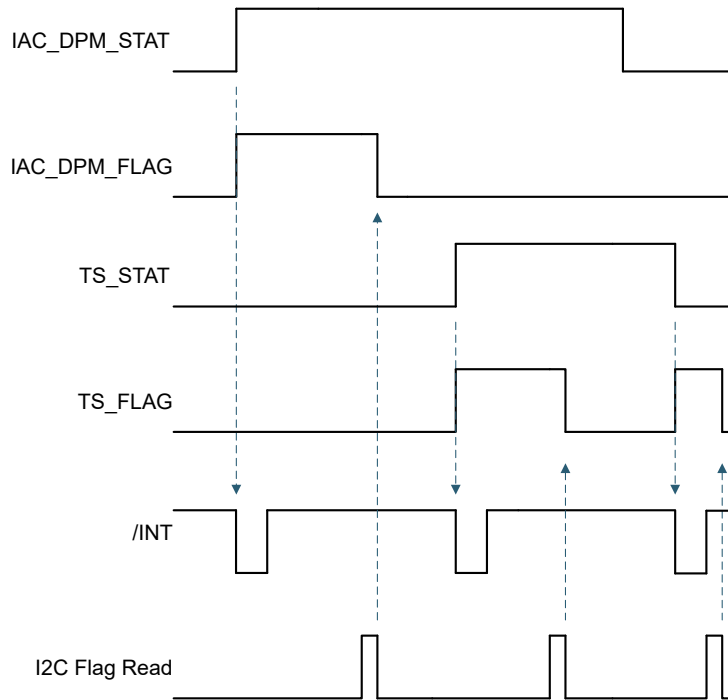 IAC_DPM_STAT
IAC_DPM_FLAG
TS_STAT
TS_FLAG
/INT
I2C Flag Read